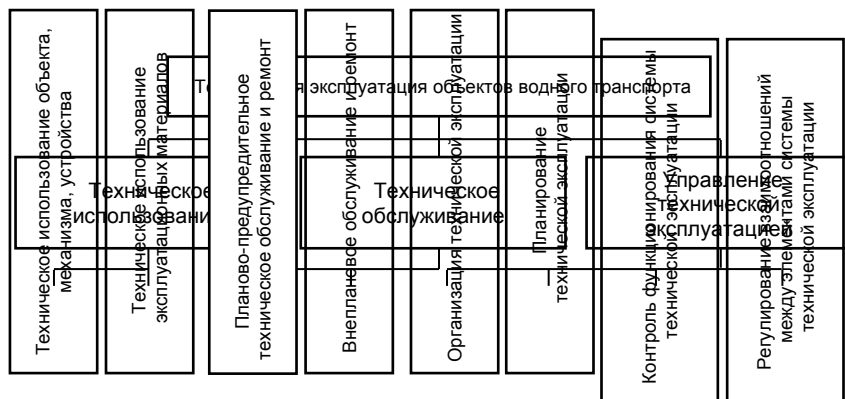 Те я эксплуатация объектов водного транспорта
Техническое
использовани
Техническое
обслуживание
Управление
технической
эксплуатацией
Техническое использование объекта,
механизма, устройства
Техническое использование
эксплуатационных материалов
Планово-предупредительное
техническое обслуживание и ремонт
Внеплановое обслуживание и ремонт
Организация технической эксплуатации
Планирование
технической эксплуатации
Контроль функционирования системы
технической эксплуатации
Регулирование взаимоотношений
между элементами системы
технической эксплуатации